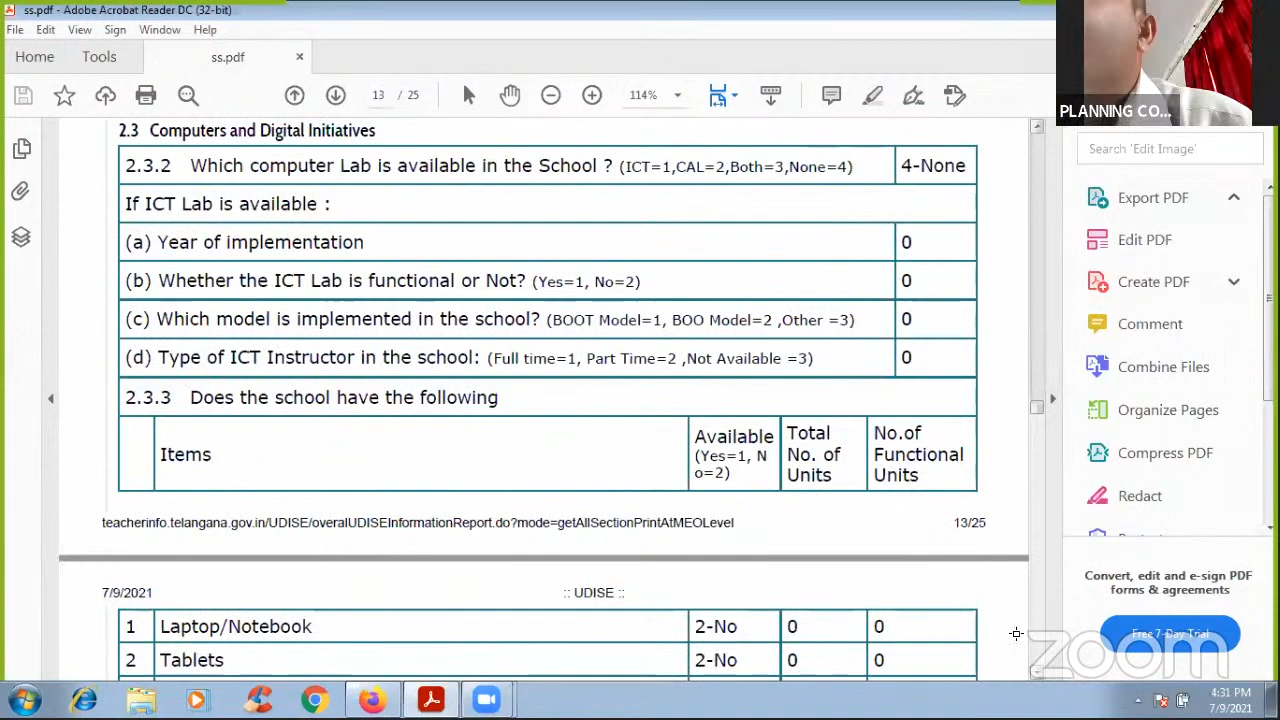 ss.pdf - Adobe Acrobat Reader DC (32-bit)
File Edit View Sign Window Help
Home Tools ss.pdf ×
13 / 25 114%
PLANNING CO...
2.3 Computers and Digital Initiatives
2.3.2 Which computer Lab is available in the School ? (ICT=1,CAL=2,Both=3,None=4) 4-None
If ICT Lab is available :
(a) Year of implementation 0
(b) Whether the ICT Lab is functional or Not? (Yes=1, No=2) 0
(c) Which model is implemented in the school? (BOOT Model=1, BOO Model=2 ,Other =3) 0
(d) Type of ICT Instructor in the school: (Full time=1, Part Time=2 ,Not Available =3) 0
2.3.3 Does the school have the following
Items
Available
(Yes=1, N
o=2)
Total
No. of
Units
No.of
Functional
Units
teacherinfo.telangana.gov.in/UDISE/overalUDISEInformationReport.do?mode=getAllSectionPrintAtMEOLevel 13/25
7/9/2021 :: UDISE ::
1 Laptop/Notebook 2-No 0 0
2 Tablets 2-No 0 0
Search 'Edit Image'
Export PDF
Edit PDF
Create PDF
Comment
Combine Files
Organize Pages
Compress PDF
Redact
Convert, edit and e-sign PDF
forms & agreements
Free 7-Day Trial
zoom
4:31 PM
7/9/2021